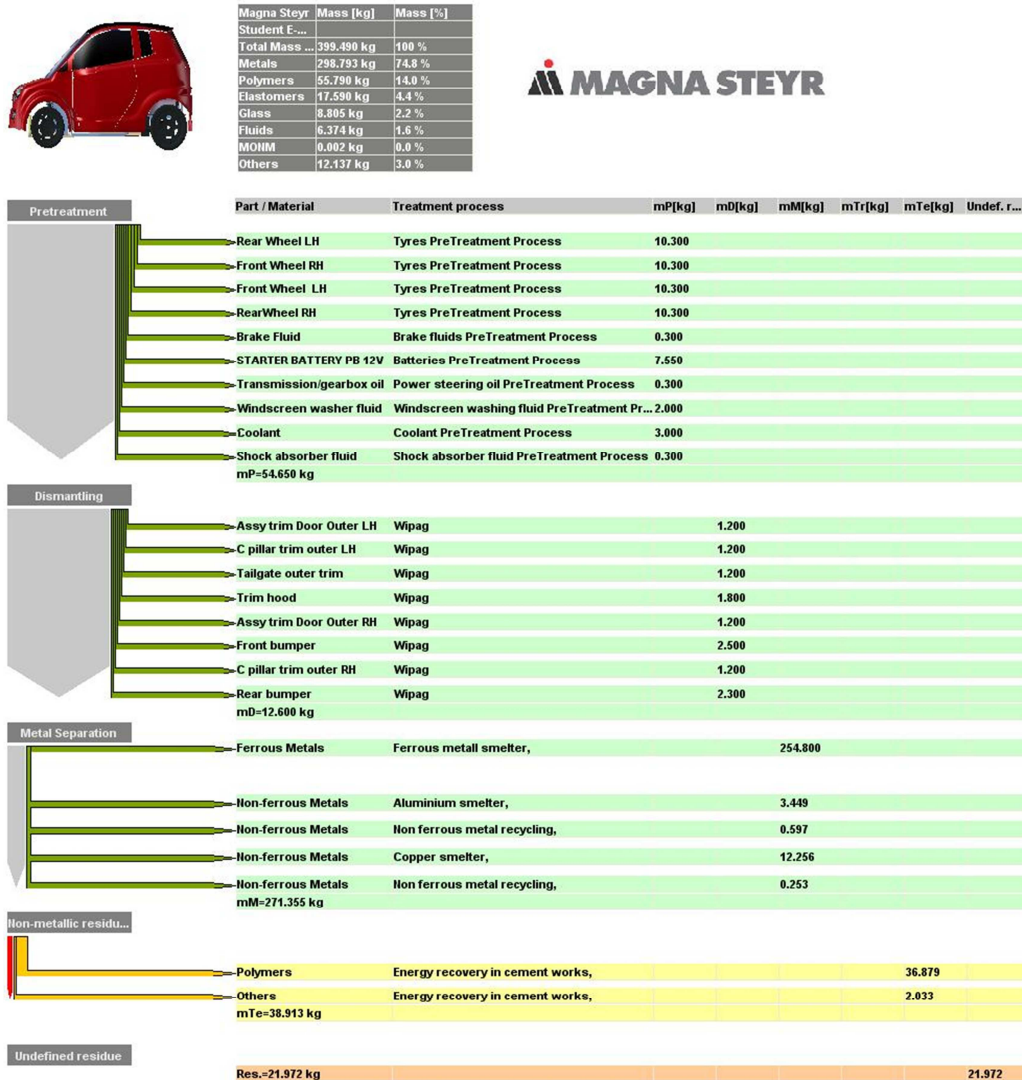 Magna Steyr Mass [kg] Mass [%]
Student E-...
Total Mass ... 399.490 kg 100 %
Metals 298.793 kg 74.8 %
Polymers 55.790 kg 14.0 %
Elastomers 17.590 kg 4.4 %
Glass 8.805 kg 2.2 %
Fluids 6.374 kg 1.6 %
MONM 0.002 kg 0.0 %
Others 12.137 kg 3.0 %
MAGNA STEYR
Pretreatment
Part / Material Treatment process mP[kg] mD[kg] mM[kg] mTr[kg] mTe[kg] Undef. r...
Rear Wheel LH Tyres PreTreatment Process 10.300
Front Wheel RH Tyres PreTreatment Process 10.300
Front Wheel LH Tyres PreTreatment Process 10.300
RearWheel RH Tyres PreTreatment Process 10.300
Brake Fluid Brake fluids PreTreatment Process 0.300
STARTER BATTERY PB 12V Batteries PreTreatment Process 7.550
Transmission/gearbox oil Power steering oil PreTreatment Process 0.300
Windscreen washer fluid Windscreen washing fluid PreTreatment Pr... 2.000
Coolant Coolant PreTreatment Process 3.000
Shock absorber fluid Shock absorber fluid PreTreatment Process 0.300
mP=54.650 kg
Dismantling
Assy trim Door Outer LH Wipag 1.200
C pillar trim outer LH Wipag 1.200
Tailgate outer trim Wipag 1.200
Trim hood Wipag 1.800
Assy trim Door Outer RH Wipag 1.200
Front bumper Wipag 2.500
C pillar trim outer RH Wipag 1.200
Rear bumper Wipag 2.300
mD=12.600 kg
Metal Separation
Ferrous Metals Ferrous metall smelter, 254.800
Non-ferrous Metals Aluminium smelter, 3.449
Non-ferrous Metals Non ferrous metal recycling, 0.597
Non-ferrous Metals Copper smelter, 12.256
Non-ferrous Metals Non ferrous metal recycling, 0.253
mM=271.355 kg
Non-metallic residu...
Polymers Energy recovery in cement works, 36.879
Others Energy recovery in cement works, 2.033
mTe=38.913 kg
Undefined residue
Res.=21.972 kg 21.972